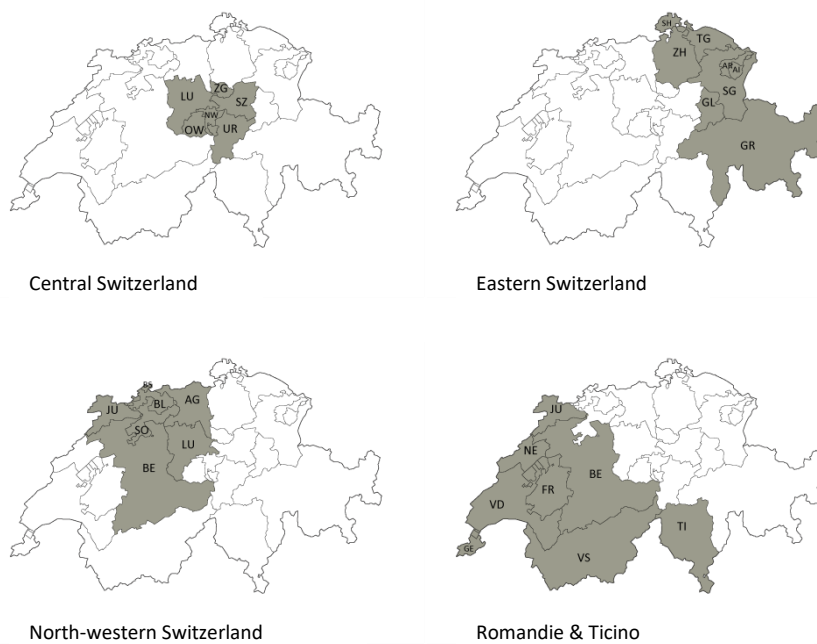 LU
ZG
SZ
NW
OW
UR
Central Switzerland
SH
TG
ZH
AR
AI
SG
GL
GR
Eastern Switzerland
BS
JU
BL
AG
SO
LU
BE
North-western Switzerland
JU
NE
BE
FR
VD
TI
GE
VS
Romandie & Ticino